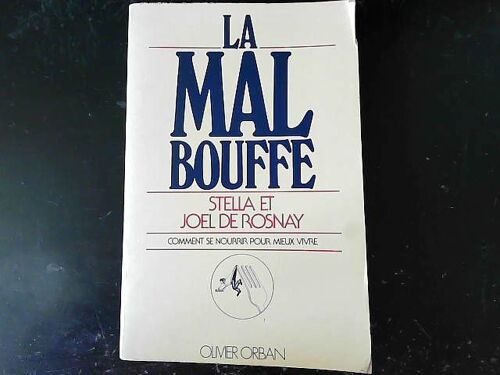 LA
MAL
BOUFFE
STELLA ET
JOEL DE ROSNAY
COMMENT SE NOURRIR POUR MIEUX VIVRE
OLIVIER ORBAN